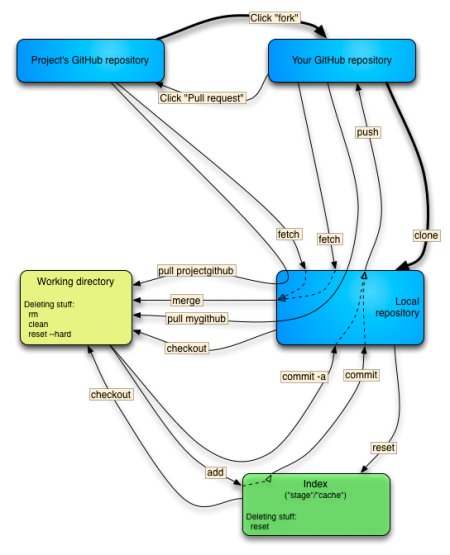 Click "fork"
Project's GitHub repository
Your GitHub repository
Click "Pull request"
push
fetch
fetch
clone
pull projectgithub
Working directory
Deleting stuff:
rm
clean
reset --hard
merge
pull mygithub
checkout
Local
repository
commit -a
commit
checkout
reset
add
Index
("stage"/"cache")
Deleting stuff:
reset